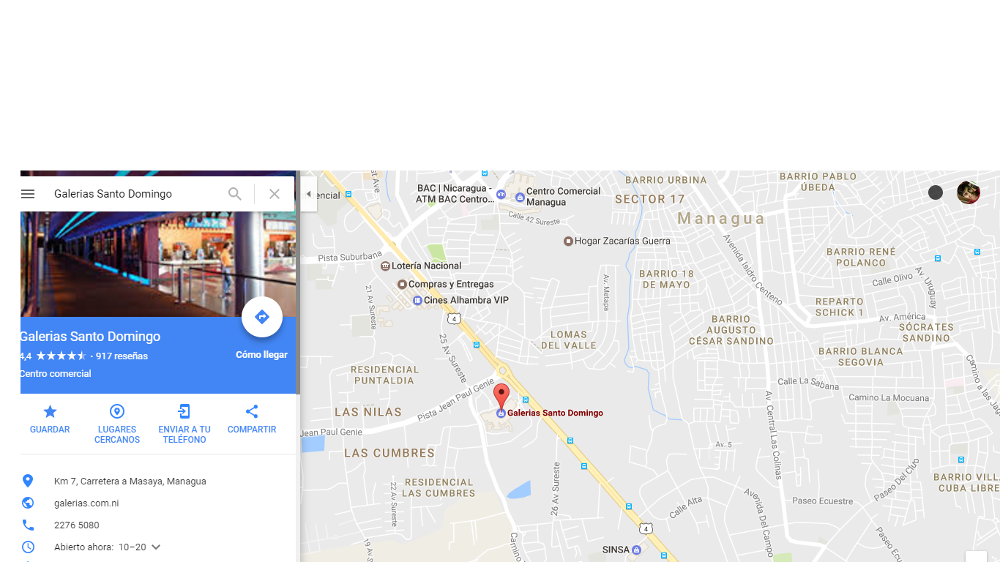 Galerias Santo Domingo
Galerias Santo Domingo
4,4 · 917 reseñas
Cómo llegar
Centro comercial
GUARDAR
LUGARES
CERCANOS
ENVIAR A TU
TELÉFONO
COMPARTIR
Km 7, Carretera a Masaya, Managua
galerias.com.ni
2276 5080
Abierto ahora: 10–20
encial
st Ave
BAC | Nicaragua -
ATM BAC Centro...
ATM
Centro Comercial
Managua
Calle 42 Sureste
BARRIO URBINA
SECTOR 17
BARRIO PABLO
ÚBEDA
Managua
Hogar Zacarías Guerra
Pista Suburbana
Lotería Nacional
Compras y Entregas
Cines Alhambra VIP
21 Av Sureste
4
25 Av Sureste
Av. Metapa
BARRIO 18
DE MAYO
Avenida Isidro Centeno
BARRIO RENÉ
POLANCO
Calle Olivo
Av. Uruguay
REPARTO
SCHICK 1
Av. América
SÓCRATES
SANDINO
BARRIO
AUGUSTO
CÉSAR SANDINO
LOMAS
DEL VALLE
BARRIO BLANCA
SEGOVIA
Camino a las Ja
RESIDENCIAL
PUNTALDIA
Calle La Sabana
Camino La Mocuana
Pista Jean Paul Genie
LAS NILAS
Galerias Santo Domingo
Jean Paul Genie
LAS CUMBRES
Av. 5
Av. Central Las Colinas
RESIDENCIAL
LAS CUMBRES
22 Av Sureste
26 Av Sureste
Paseo Del Club
BARRIO VILLA
CUBA LIBRE
Calle Alta
Paseo Ecuestre
Avenida Del Campo
Paseo Ecuestre
4
19 Av
Camino
SINSA